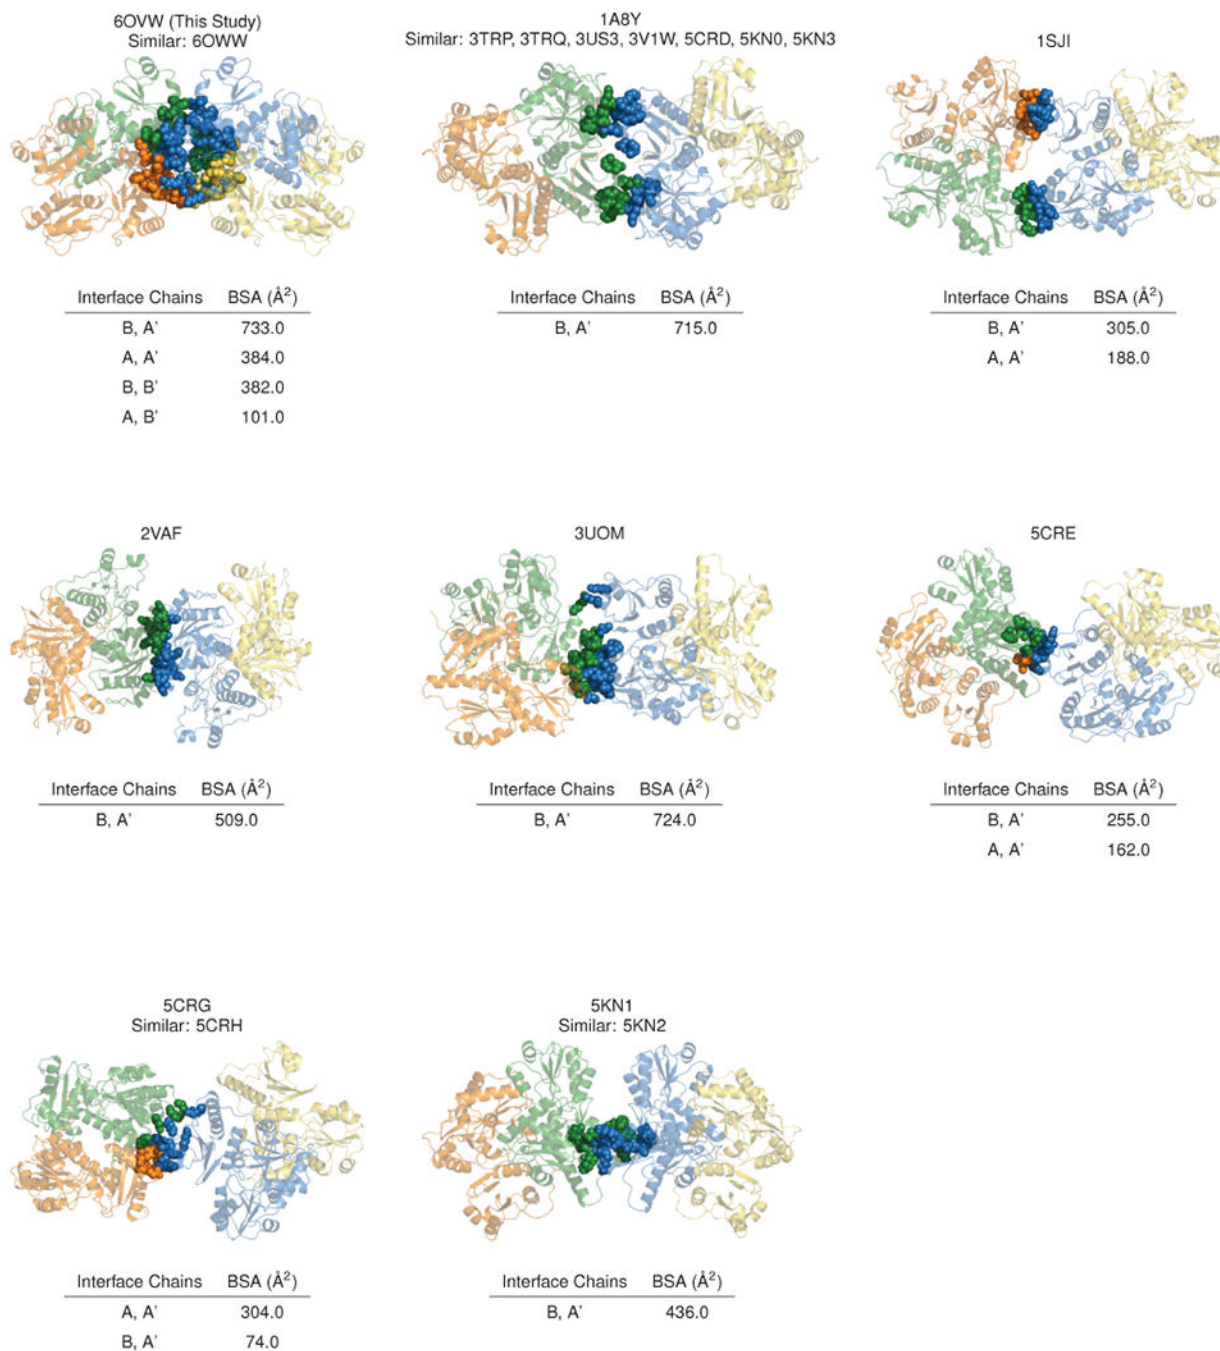 6OVW (This Study)
Similar: 6OWW
Interface Chains BSA (Å²)
B, A' 733.0
A, A' 384.0
B, B' 382.0
A, B' 101.0
1A8Y
Similar: 3TRP, 3TRQ, 3US3, 3V1W, 5CRD, 5KN0, 5KN3
Interface Chains BSA (Å²)
B, A' 715.0
1SJI
Interface Chains BSA (Å²)
B, A' 305.0
A, A' 188.0
2VAF
Interface Chains BSA (Å²)
B, A' 509.0
3UOM
Interface Chains BSA (Å²)
B, A' 724.0
5CRE
Interface Chains BSA (Å²)
B, A' 255.0
A, A' 162.0
5CRG
Similar: 5CRH
Interface Chains BSA (Å²)
A, A' 304.0
B, A' 74.0
5KN1
Similar: 5KN2
Interface Chains BSA (Å²)
B, A' 436.0